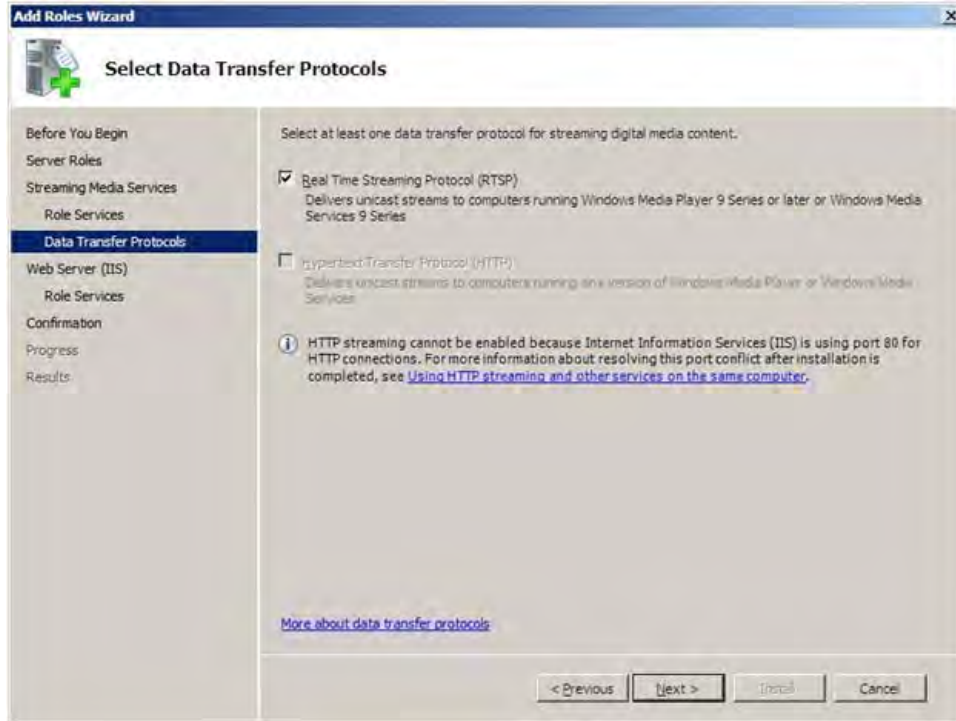 Add Roles Wizard
Select Data Transfer Protocols
Before You Begin
Server Roles
Streaming Media Services
Role Services
Data Transfer Protocols
Web Server (IIS)
Role Services
Confirmation
Progress
Results
Select at least one data transfer protocol for streaming digital media content.
Real Time Streaming Protocol (RTSP)
Delivers unicast streams to computers running Windows Media Player 9 Series or later or Windows Media
Services 9 Series
Hypertext Transfer Protocol (HTTP)
Delivers unicast streams to computers running any version of Windows Media Player or Windows Media
Services
HTTP streaming cannot be enabled because Internet Information Services (IIS) is using port 80 for
HTTP connections. For more information about resolving this port conflict after installation is
completed, see Using HTTP streaming and other services on the same computer.
More about data transfer protocols
< Previous
Next >
Install
Cancel